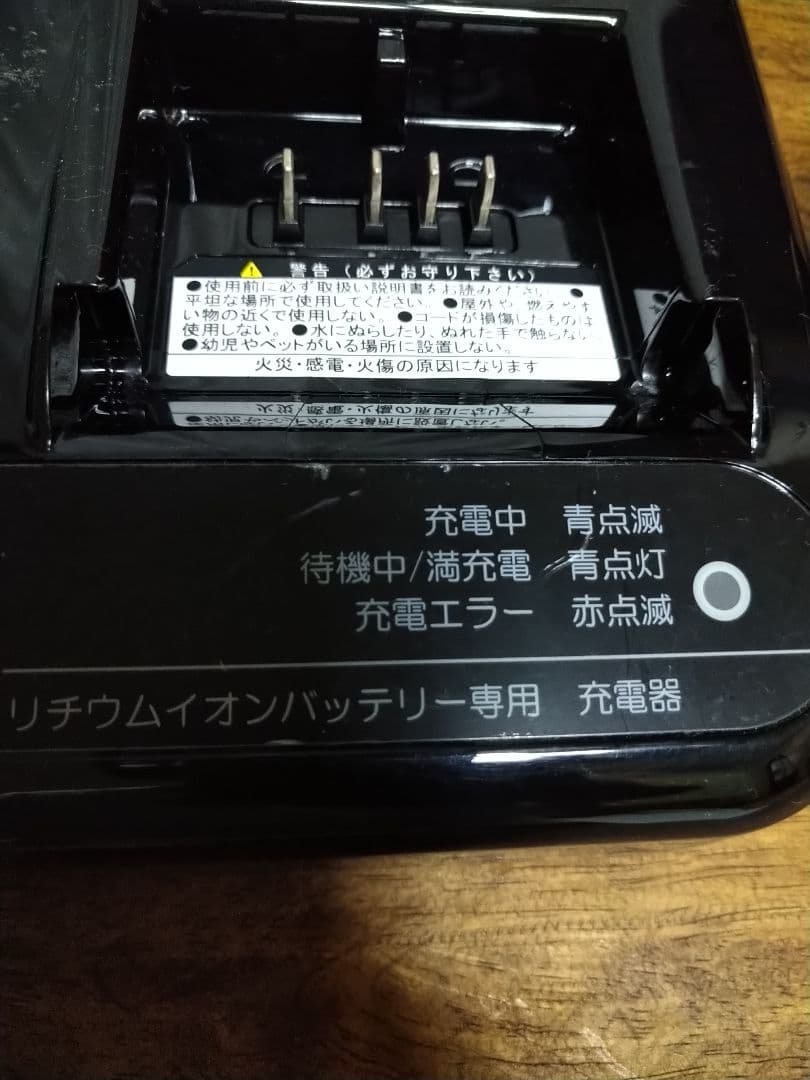 警告(必ずお守り下さい)
●使用前に必ず取扱い説明書をお読みください。●
平坦な場所で使用してください。●屋外や、燃えやす
い物の近くで使用しない。●コードが損傷したものは
使用しない。●水にぬらしたり、ぬれた手で触らない
●幼児やペットがいる場所に設置しない。
火災・感電・火傷の原因になります
充電中 青点滅
待機中/満充電 青点灯
充電エラー 赤点滅
リチウムイオンバッテリー専用 充電器